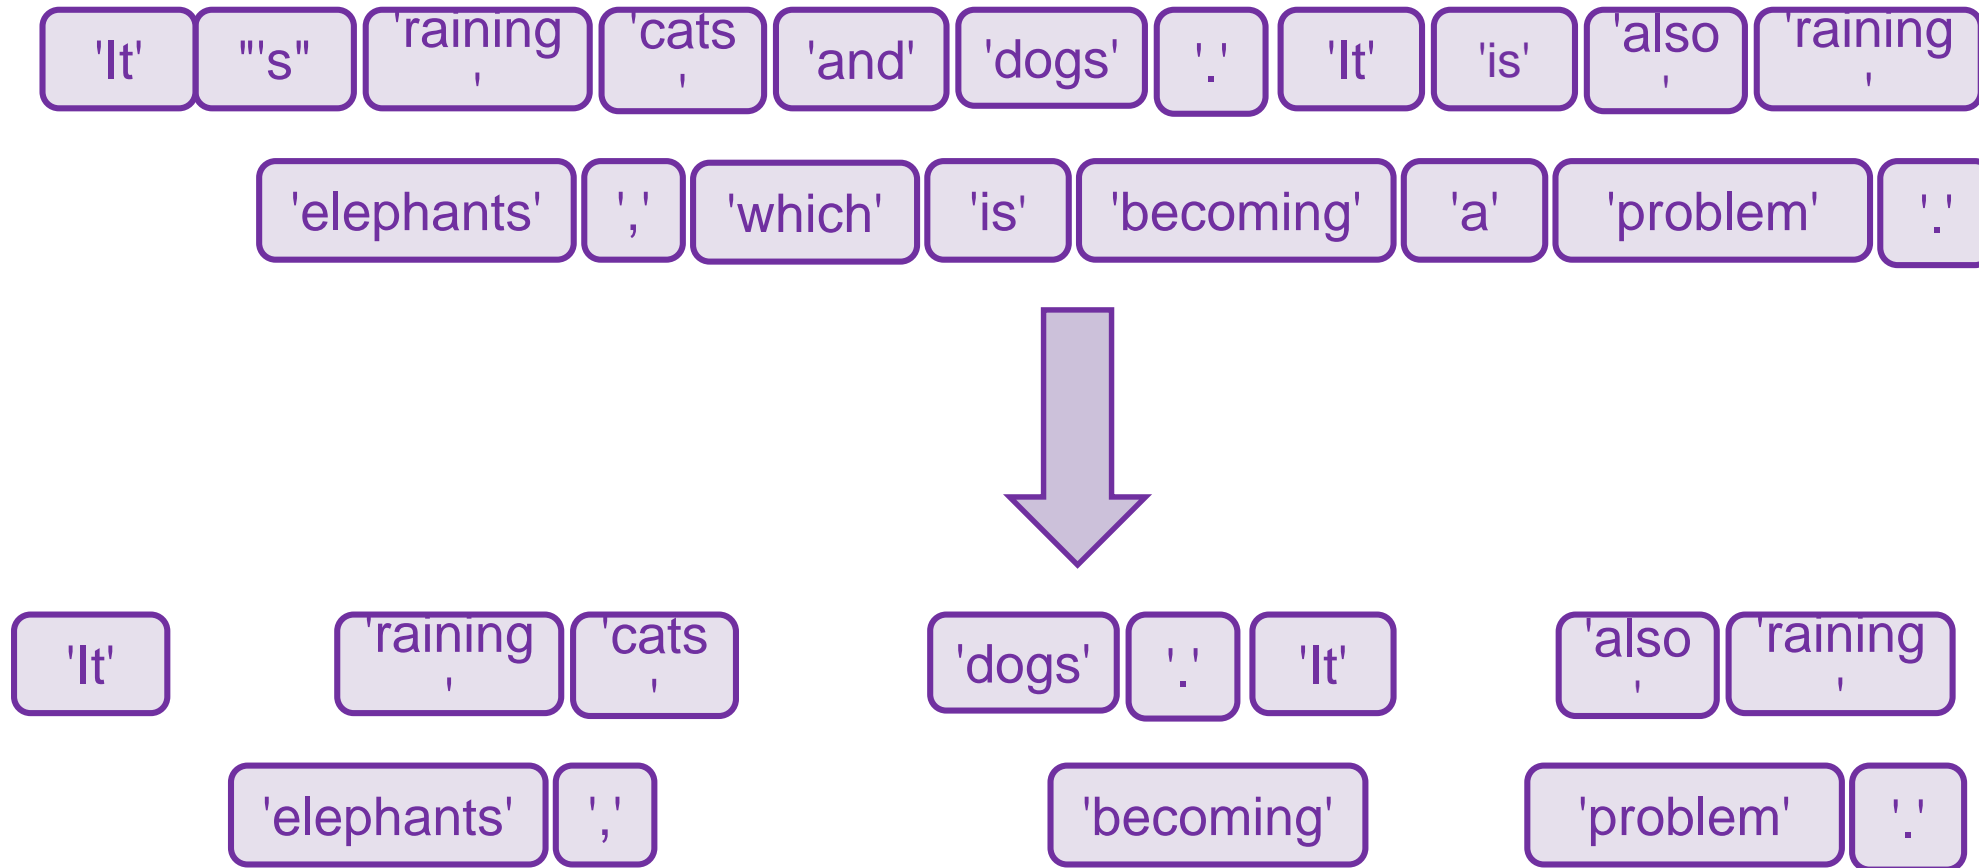 'It' "'s" 'raining' 'cats' 'and' 'dogs' '.' 'It' 'is' 'also' 'raining'
'elephants' ',' 'which' 'is' 'becoming' 'a' 'problem' '.'
'It' 'raining' 'cats' 'dogs' '.' 'It' 'also' 'raining'
'elephants' ',' 'becoming' 'problem' '.'